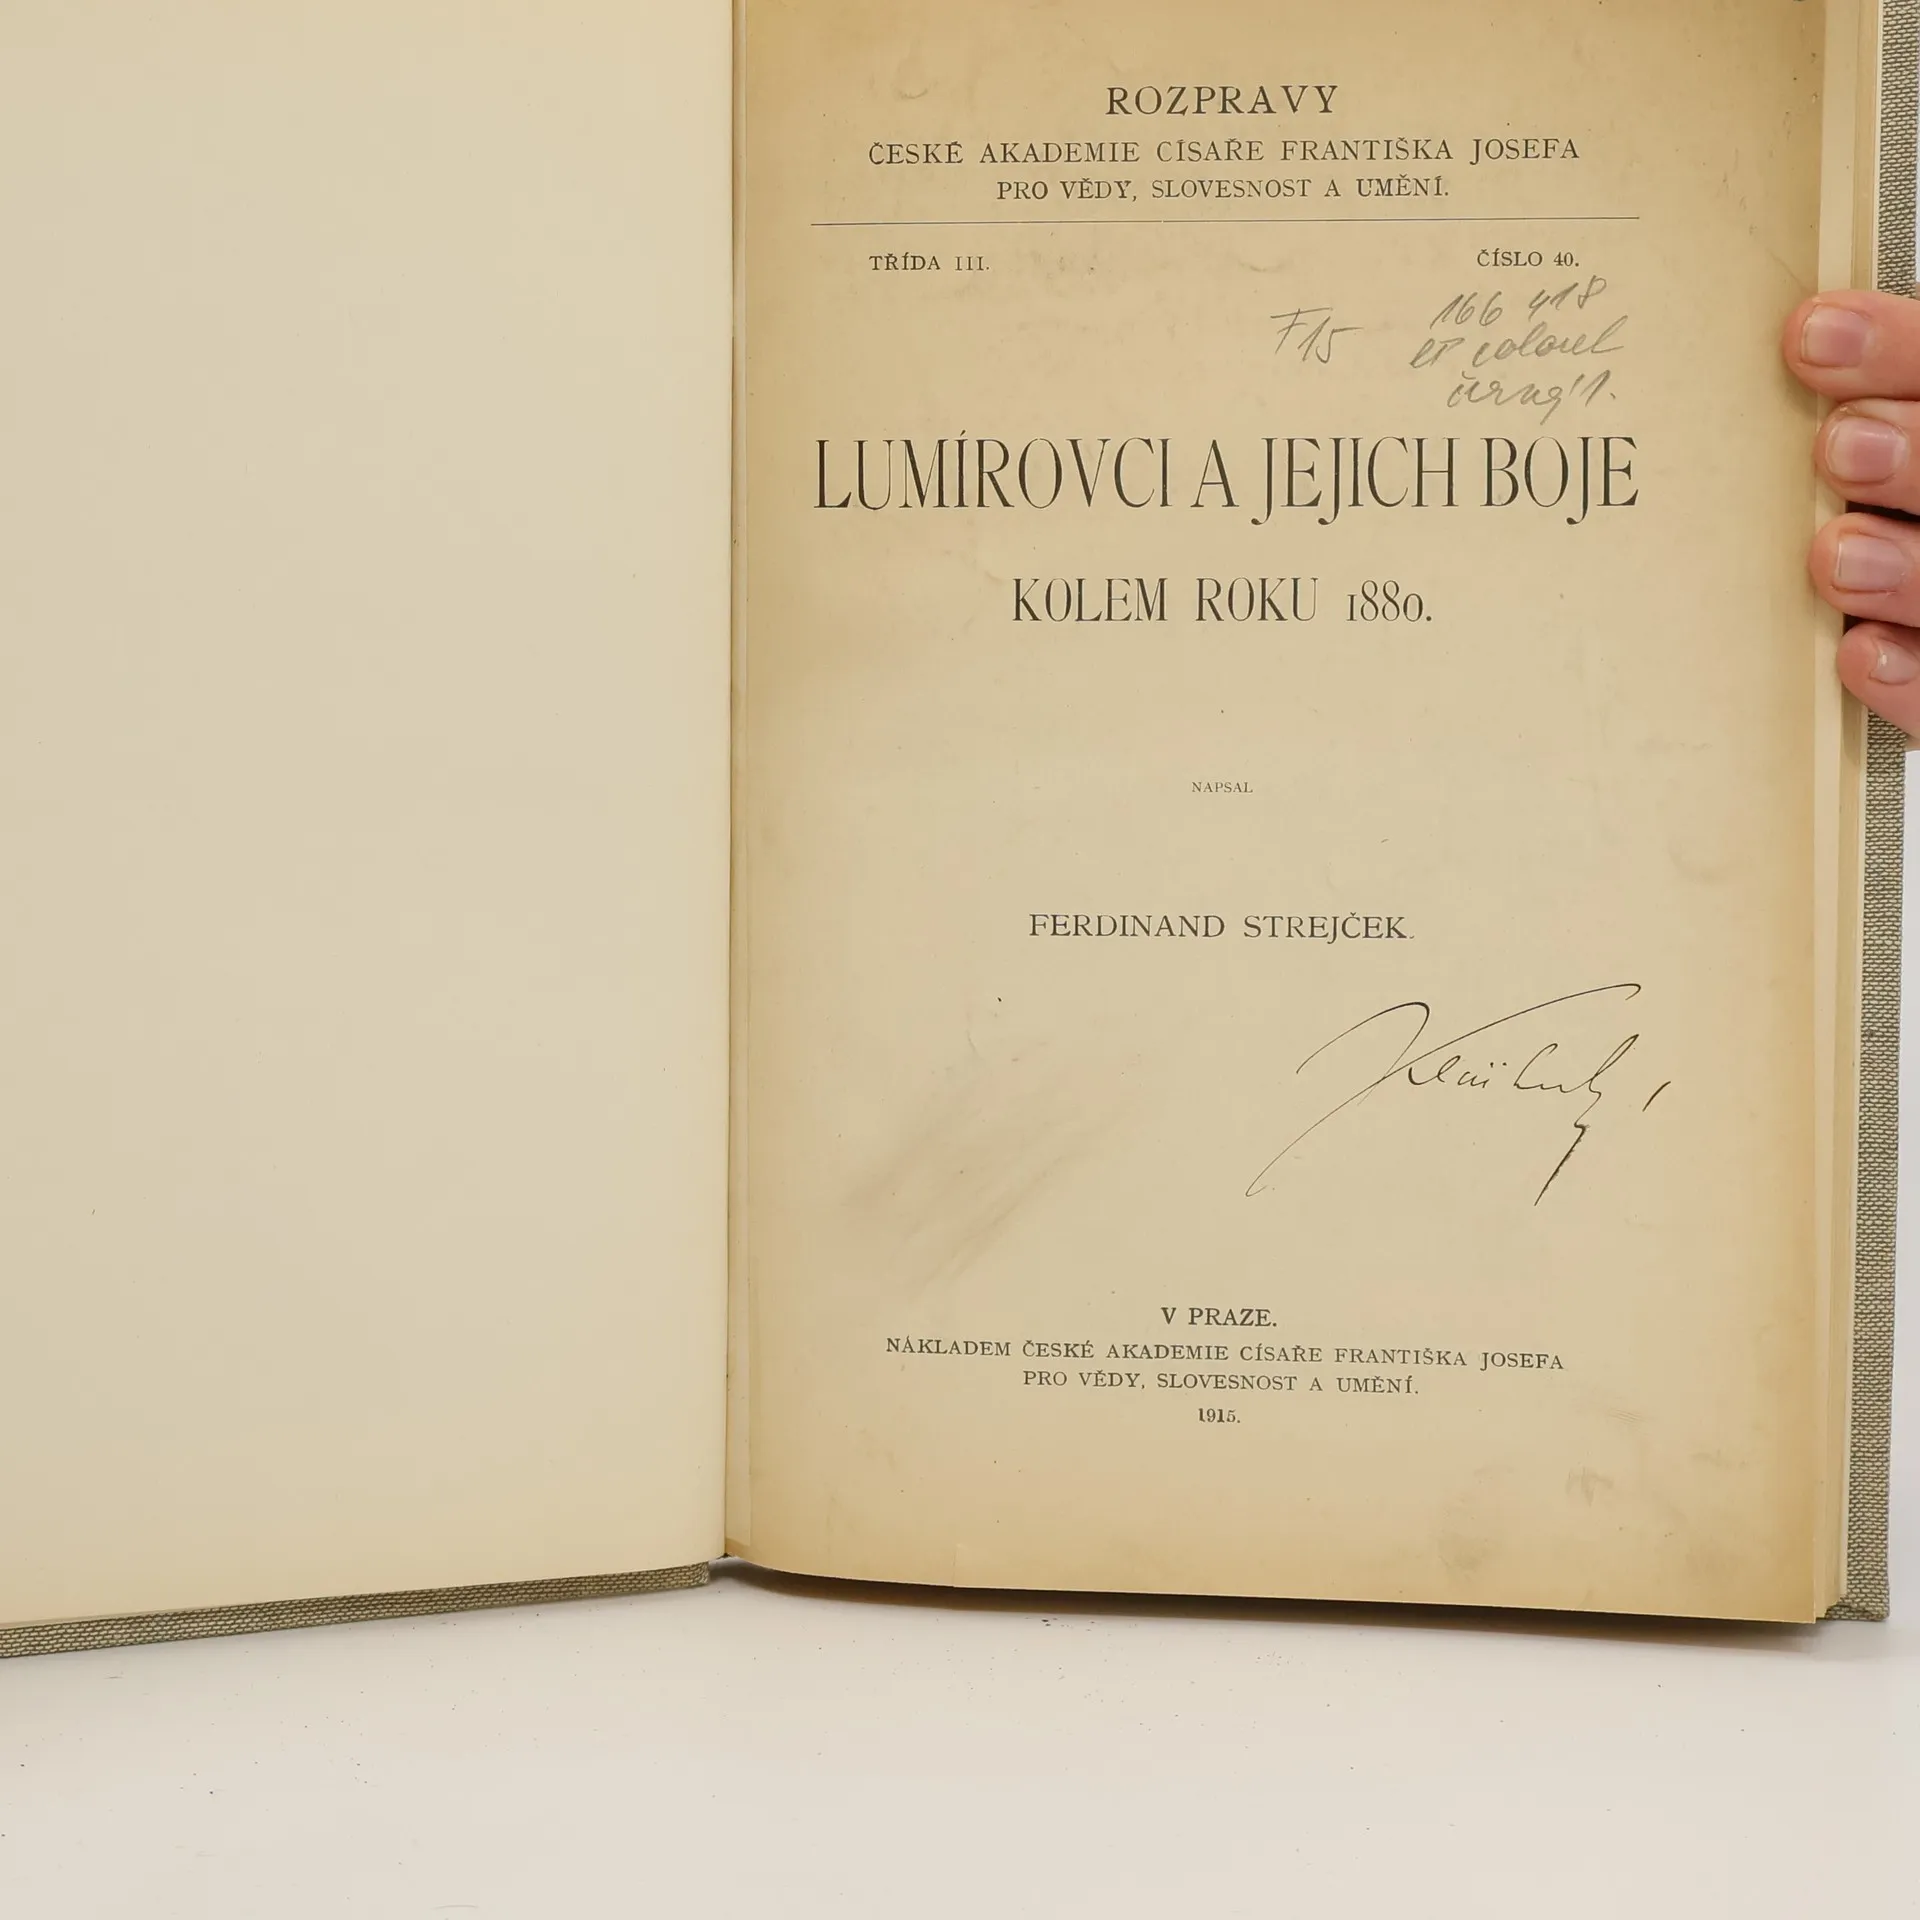 ROZPRAVY
ČESKÉ AKADEMIE CÍSAŘE FRANTIŠKA JOSEFA
PRO VĚDY, SLOVESNOST A UMĚNÍ.
TŘÍDA III. ČÍSLO 40.
F15 166 418
LUMÍROVCI A JEJICH BOJE
KOLEM ROKU 1880.
NAPSAL
FERDINAND STREJČEK.
V PRAZE.
NÁKLADEM ČESKÉ AKADEMIE CÍSAŘE FRANTIŠKA JOSEFA
PRO VĚDY, SLOVESNOST A UMĚNÍ.
1915.